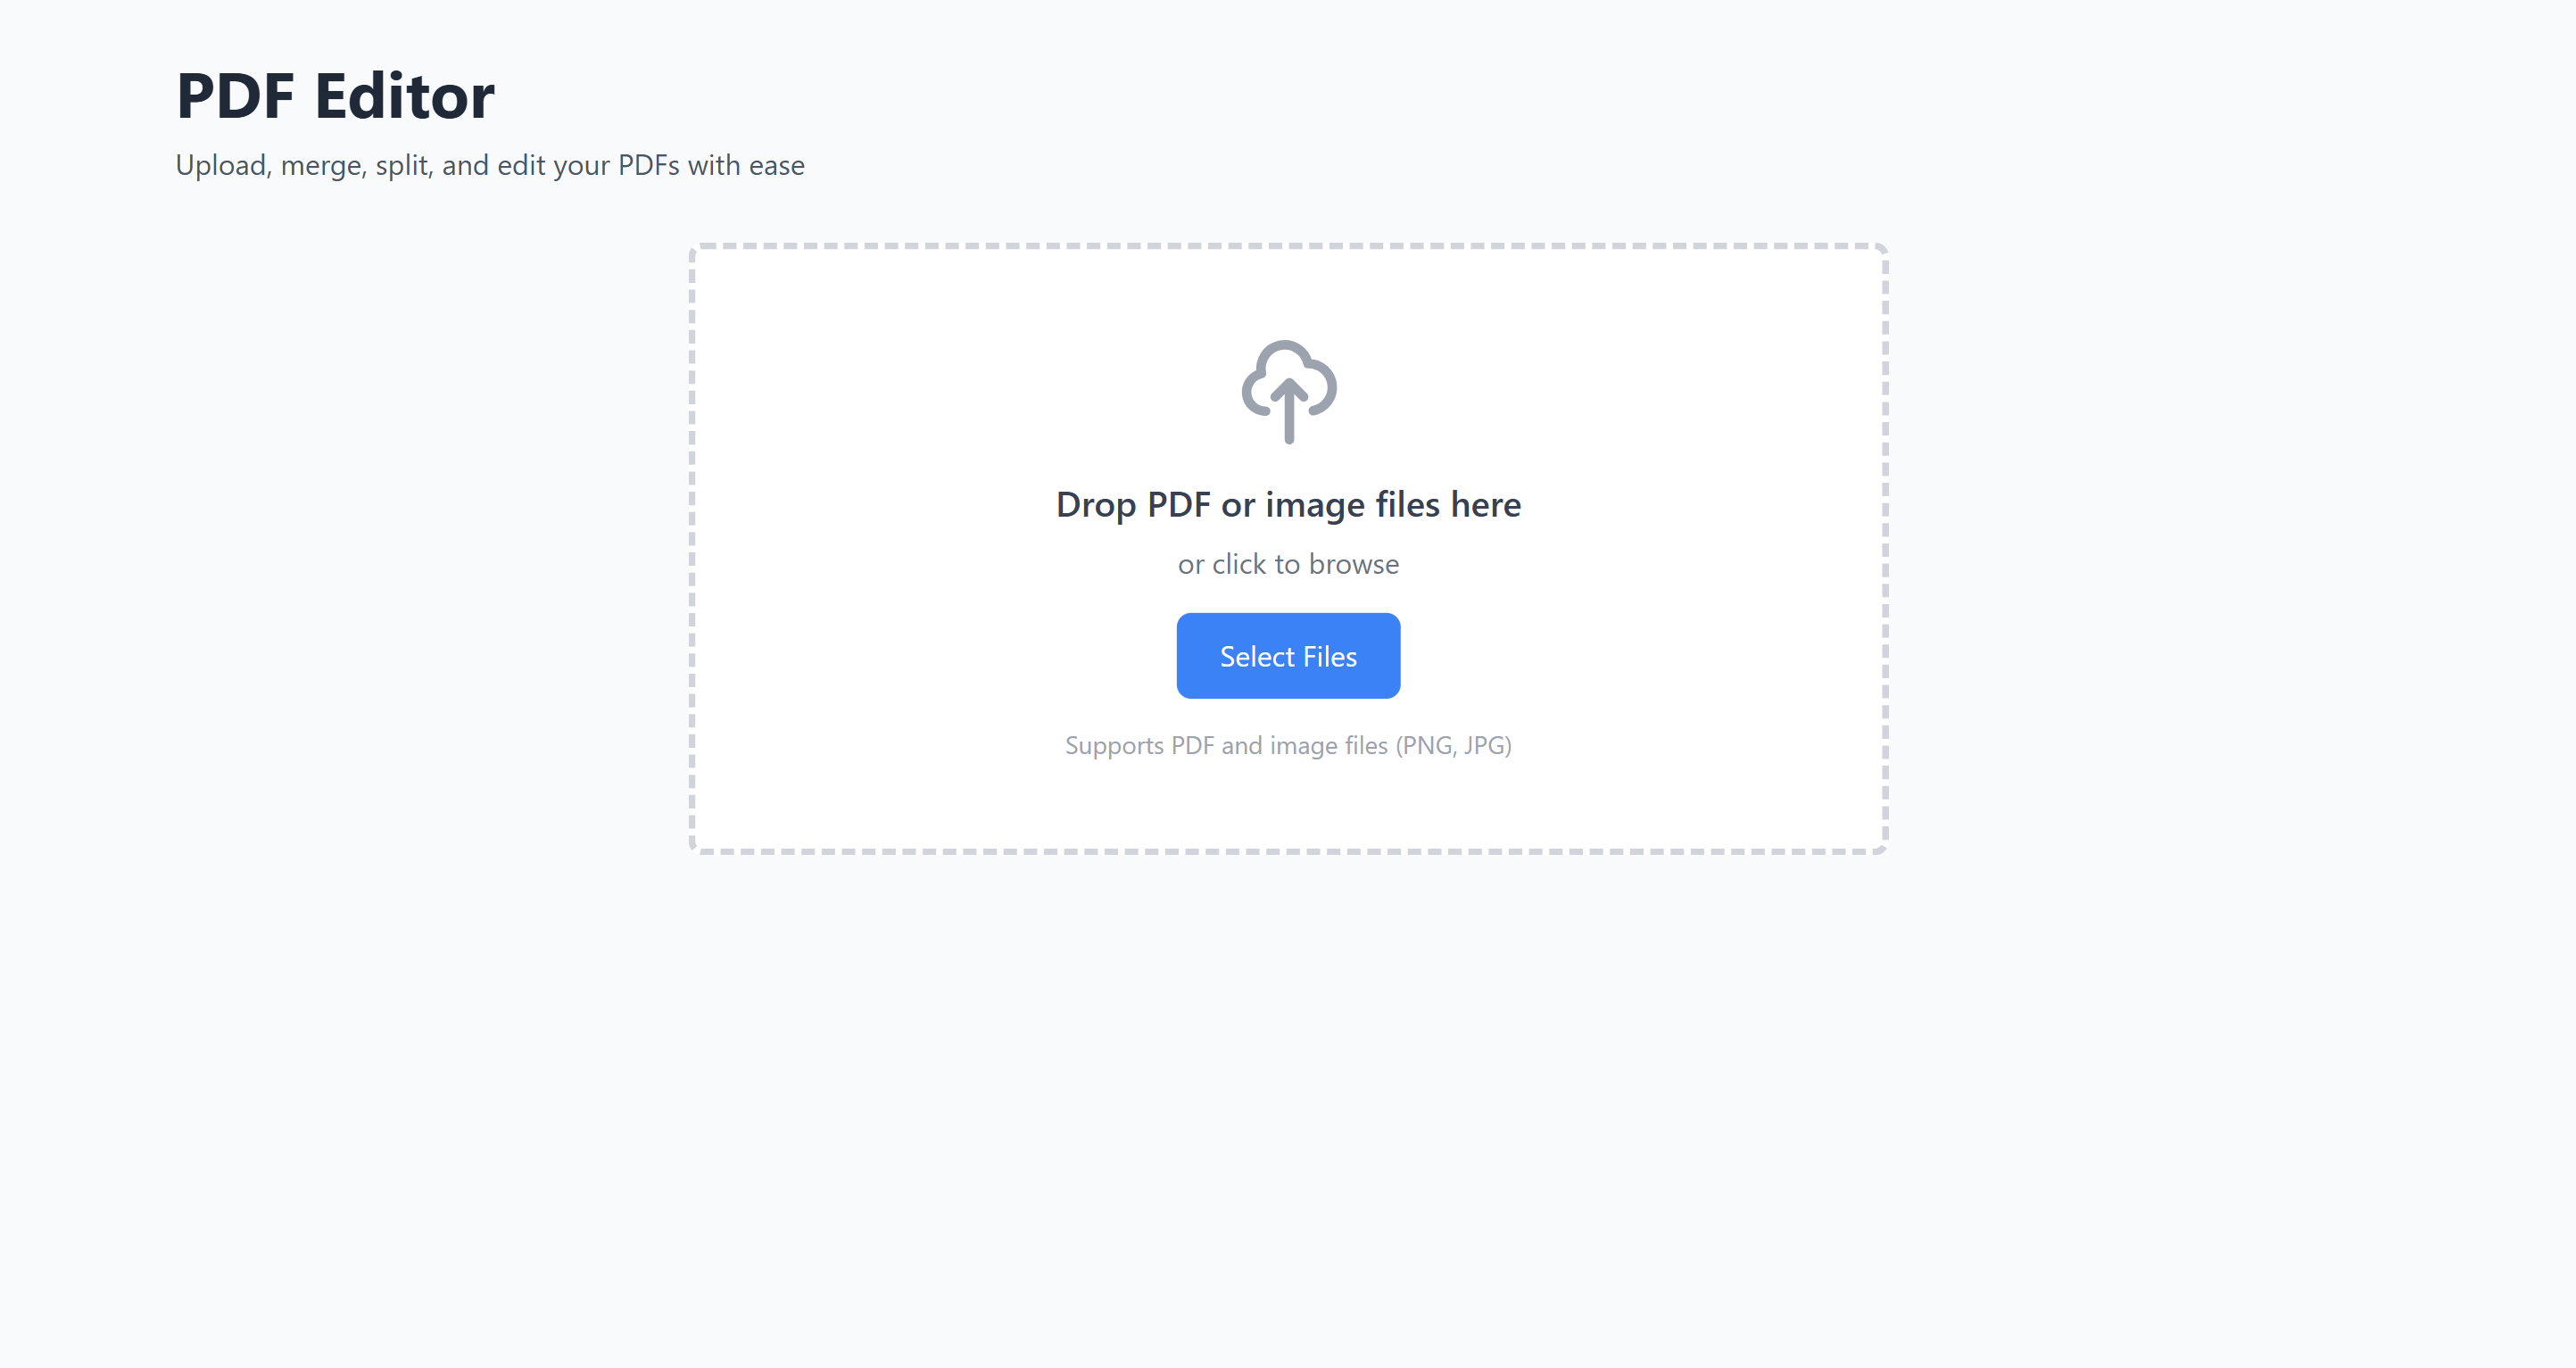 PDF Editor
Upload, merge, split, and edit your PDFs with ease
Drop PDF or image files here
or click to browse
Select Files
Supports PDF and image files (PNG, JPG)